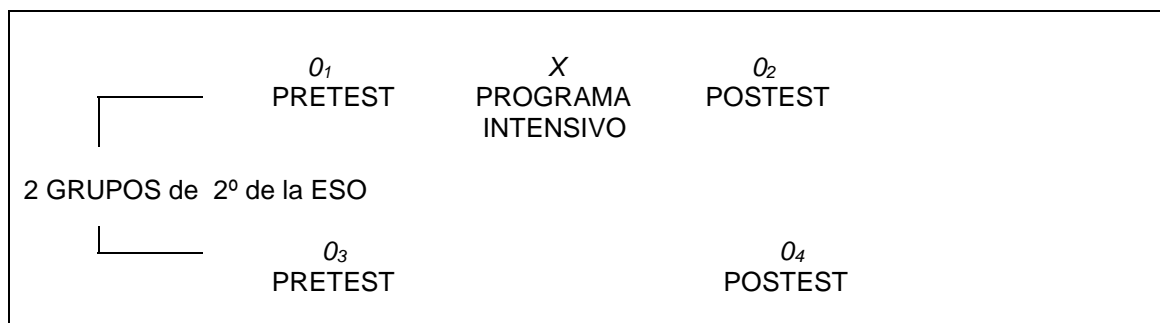 0₁ X 0₂
PRETEST PROGRAMA POSTEST
INTENSIVO
2 GRUPOS de 2º de la ESO
0₃ 0₄
PRETEST POSTEST